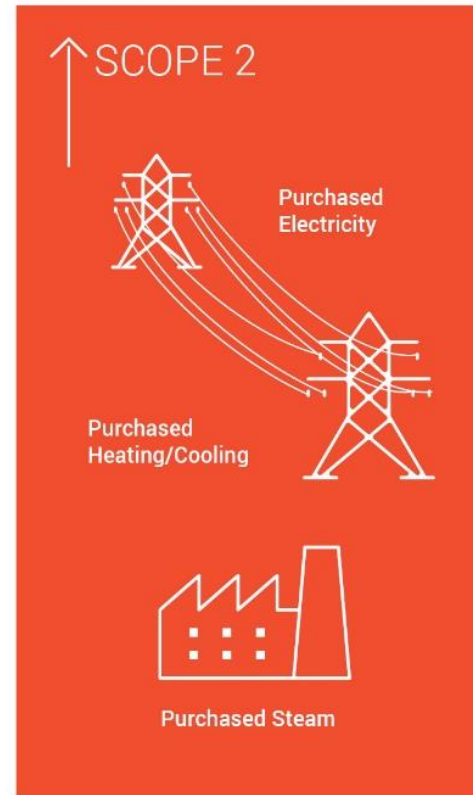 SCOPE 2
Purchased
Electricity
Purchased
Heating/Cooling
Purchased Steam